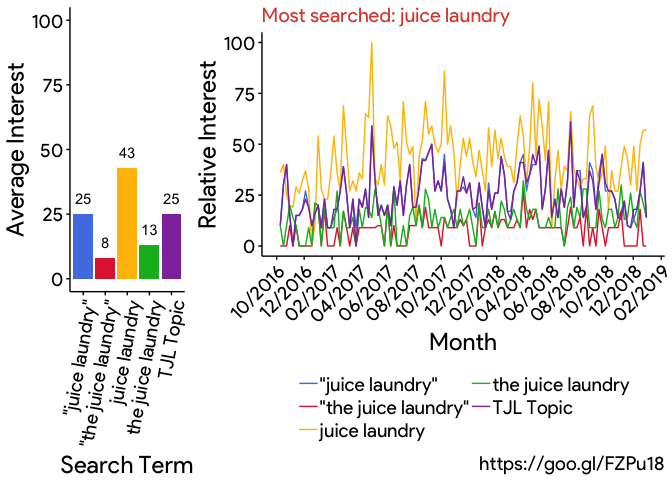 Most searched: juice laundry
Average Interest
100
75
50
25
0
25
8
43
13
25
"juice laundry"
"the juice laundry"
juice laundry
the juice laundry
TJL Topic
Search Term
Relative Interest
100
75
50
25
0
10/2016
12/2016
02/2017
04/2017
06/2017
08/2017
10/2017
12/2017
02/2018
04/2018
06/2018
08/2018
10/2018
12/2018
02/2019
Month
"juice laundry"
"the juice laundry"
juice laundry
the juice laundry
TJL Topic
https://goo.gl/FZPu18